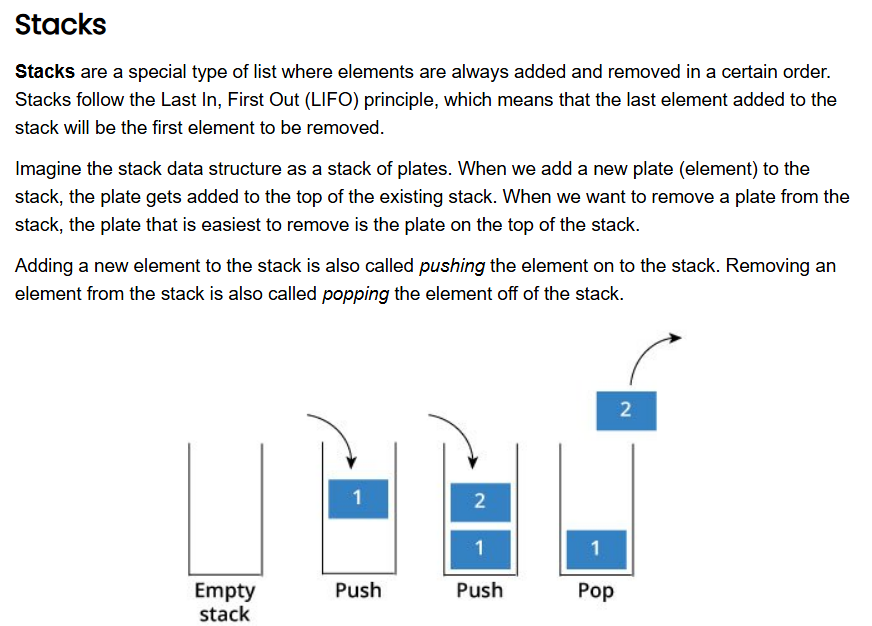 Stacks
Stacks are a special type of list where elements are always added and removed in a certain order.
Stacks follow the Last In, First Out (LIFO) principle, which means that the last element added to the
stack will be the first element to be removed.
Imagine the stack data structure as a stack of plates. When we add a new plate (element) to the
stack, the plate gets added to the top of the existing stack. When we want to remove a plate from the
stack, the plate that is easiest to remove is the plate on the top of the stack.
Adding a new element to the stack is also called pushing the element on to the stack. Removing an
element from the stack is also called popping the element off of the stack.
2
1
2
1
1
Empty
stack
Push
Push
Pop